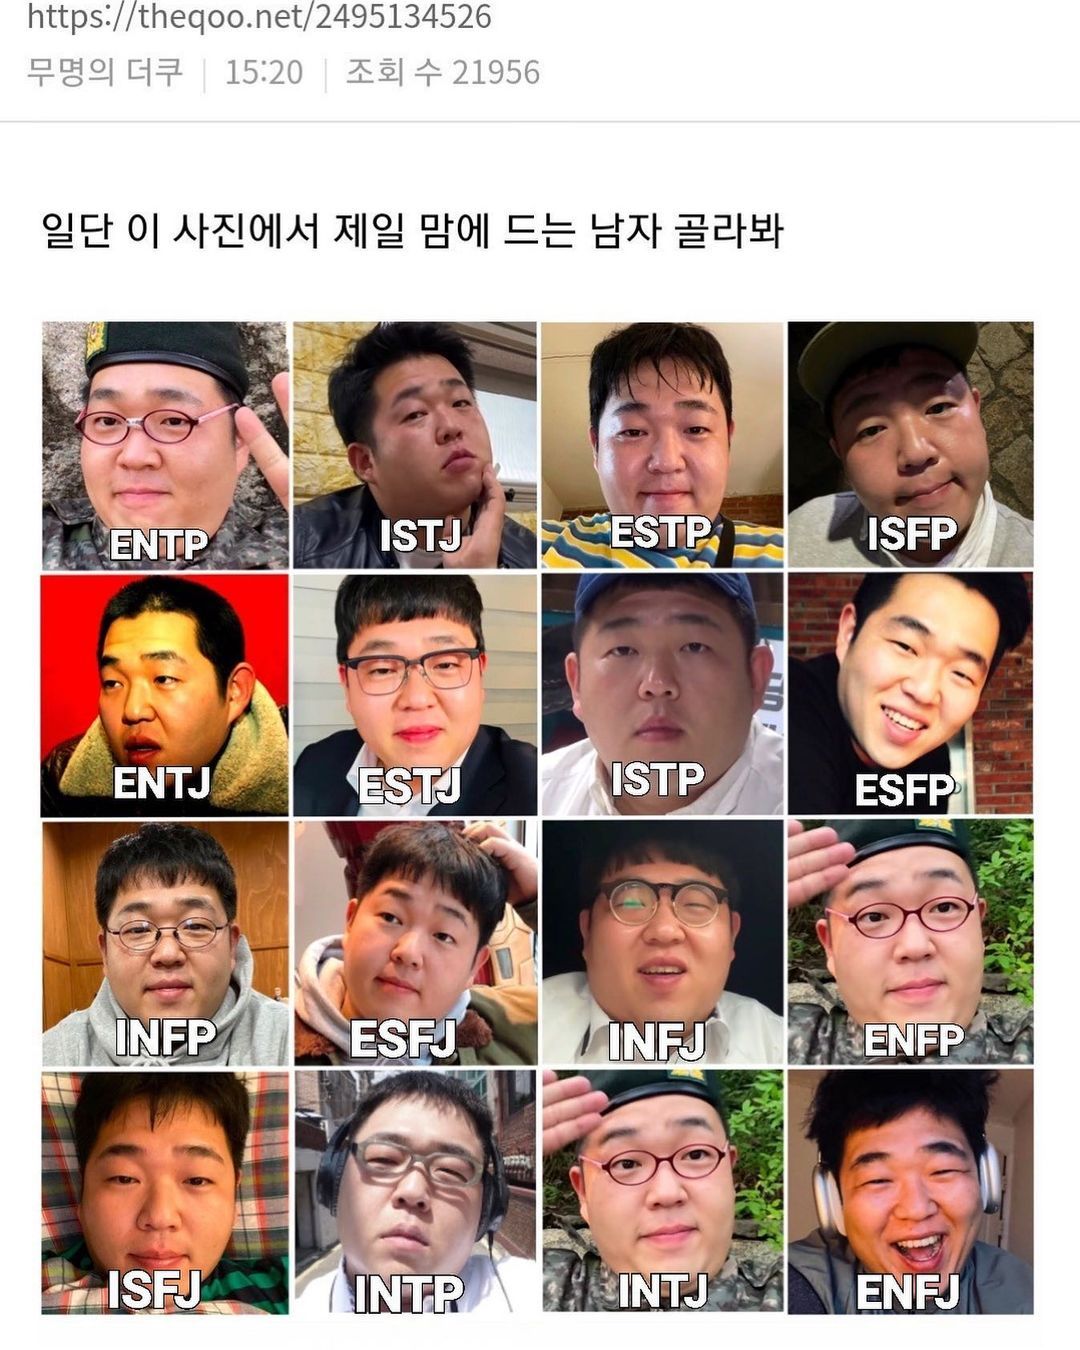 https://theqoo.net/2495134526
무명의 더쿠 | 15:20 | 조회 수 21956
일단 이 사진에서 제일 맘에 드는 남자 골라봐
ENTP ISTJ ESTP ISFP
ENTJ ESTJ ISTP ESFP
INFP ESFJ INFJ ENFP
ISFJ INTP INTJ ENFJ